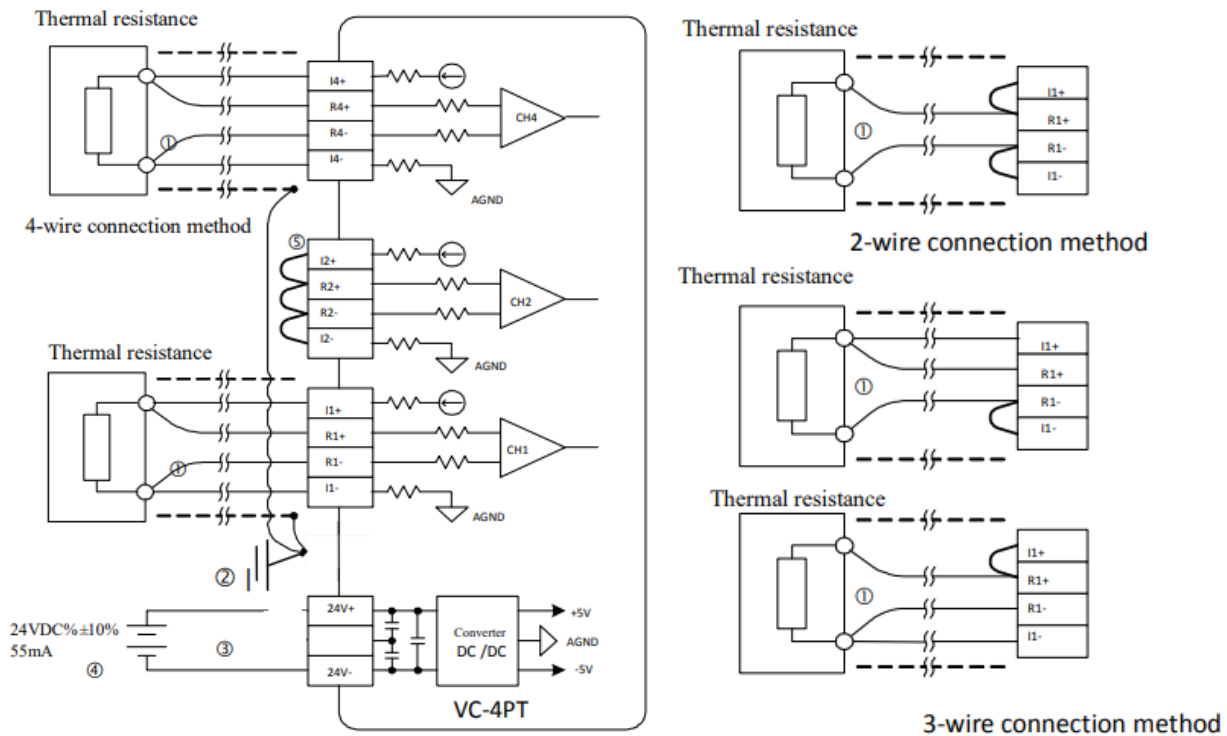 Thermal resistance
I4+
R4+
R4-
I4-
①
CH4
AGND
4-wire connection method
⑤
I2+
R2+
R2-
I2-
CH2
AGND
Thermal resistance
I1+
R1+
R1-
I1-
①
CH1
AGND
②
24VDC%±10%
55mA
③
④
24V+
24V-
Converter
DC /DC
+5V
AGND
-5V
VC-4PT
Thermal resistance
①
I1+
R1+
R1-
I1-
2-wire connection method
Thermal resistance
①
I1+
R1+
R1-
I1-
Thermal resistance
①
I1+
R1+
R1-
I1-
3-wire connection method